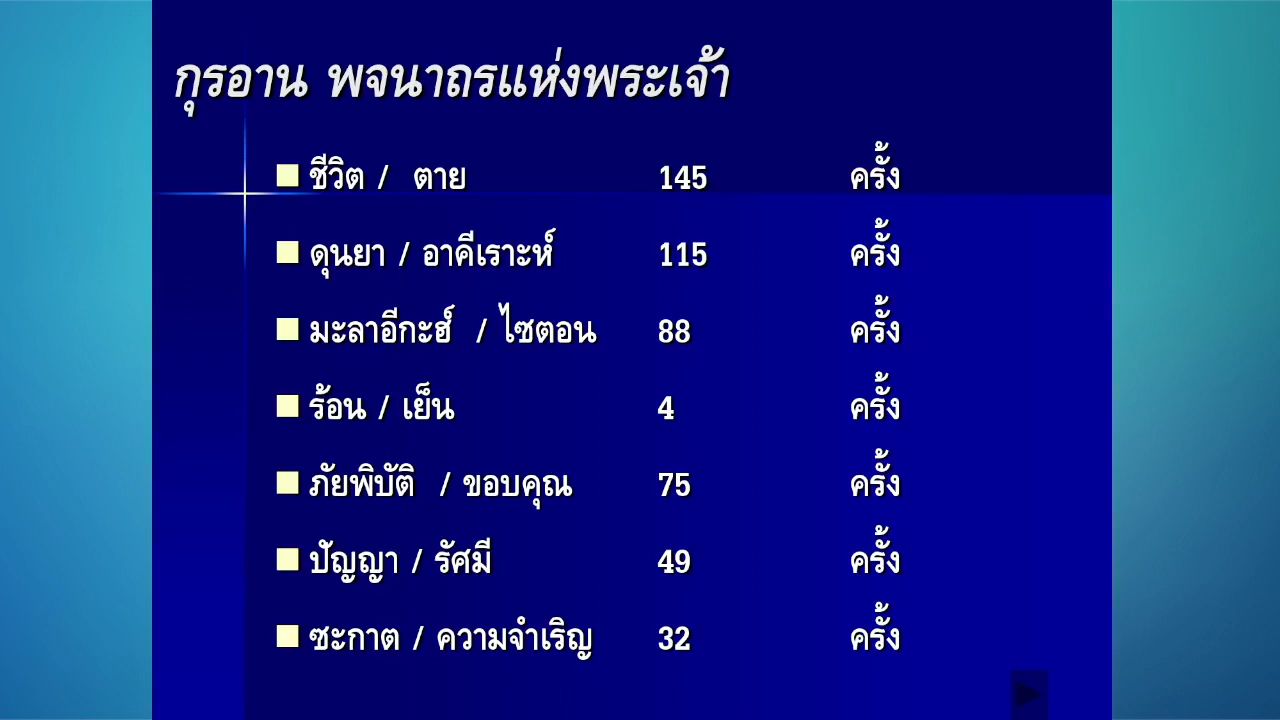 กุรอาน พจนาถรแห่งพระเจ้า
ชีวิต / ตาย 145 ครั้ง
ดุนยา / อาคีเราะห์ 115 ครั้ง
มะลาอีกะฮ์ / ไซตอน 88 ครั้ง
ร้อน / เย็น 4 ครั้ง
ภัยพิบัติ / ขอบคุณ 75 ครั้ง
ปัญญา / รัศมี 49 ครั้ง
ซะกาต / ความจำเริญ 32 ครั้ง